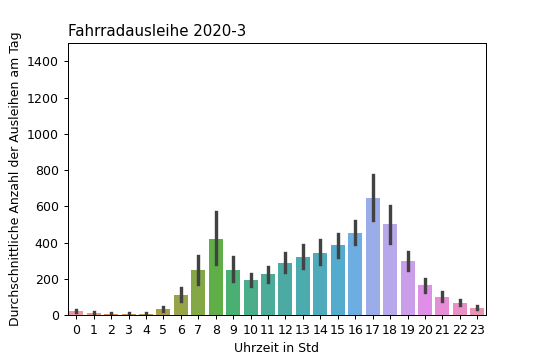 Fahrradausleihe 2020-3
Durchschnittliche Anzahl der Ausleihen am Tag
1400
1200
1000
800
600
400
200
0
0 1 2 3 4 5 6 7 8 9 10 11 12 13 14 15 16 17 18 19 20 21 22 23
Uhrzeit in Std